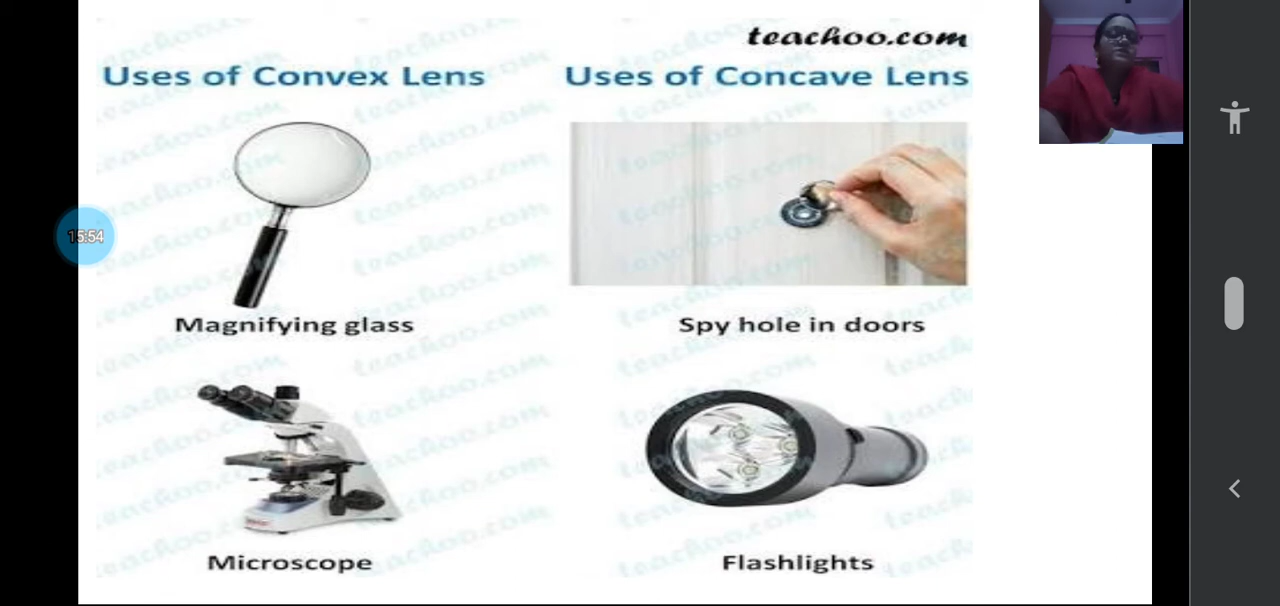 teachoo.com
Uses of Convex Lens
Uses of Concave Lens
15:54
Magnifying glass
Spy hole in doors
Microscope
Flashlights